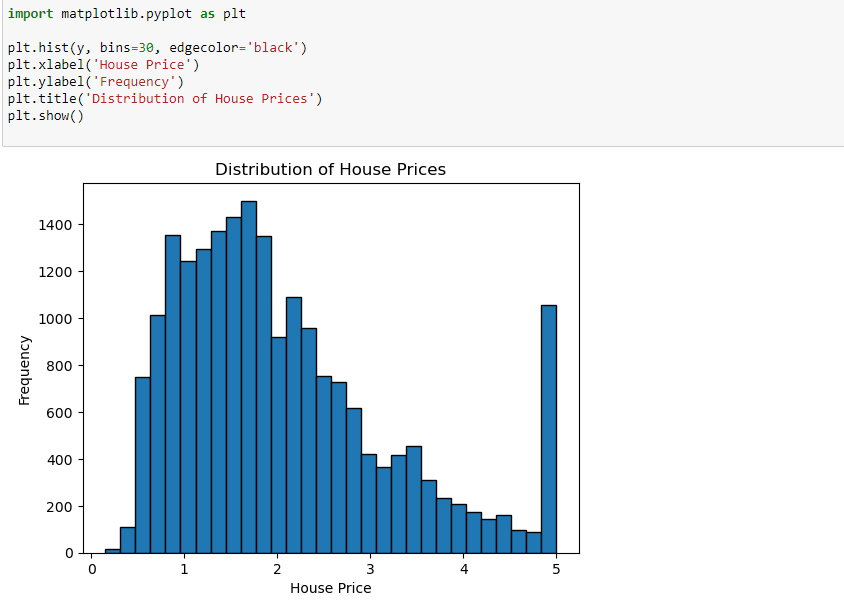 import matplotlib.pyplot as plt
plt.hist(y, bins=30, edgecolor='black')
plt.xlabel('House Price')
plt.ylabel('Frequency')
plt.title('Distribution of House Prices')
plt.show()
Distribution of House Prices
1400
1200
1000
800
600
400
200
0
Frequency
0 1 2 3 4 5
House Price